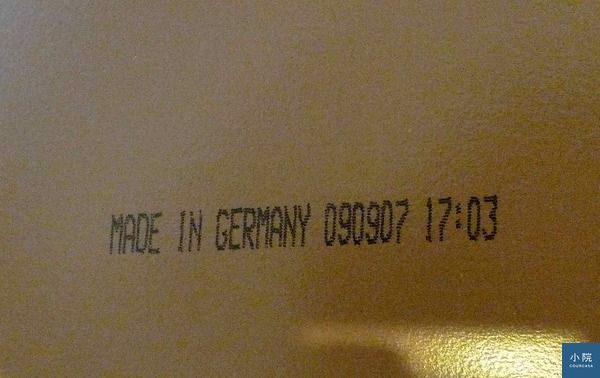 MADE IN GERMANY 090907 17:03
小院
COURCASA